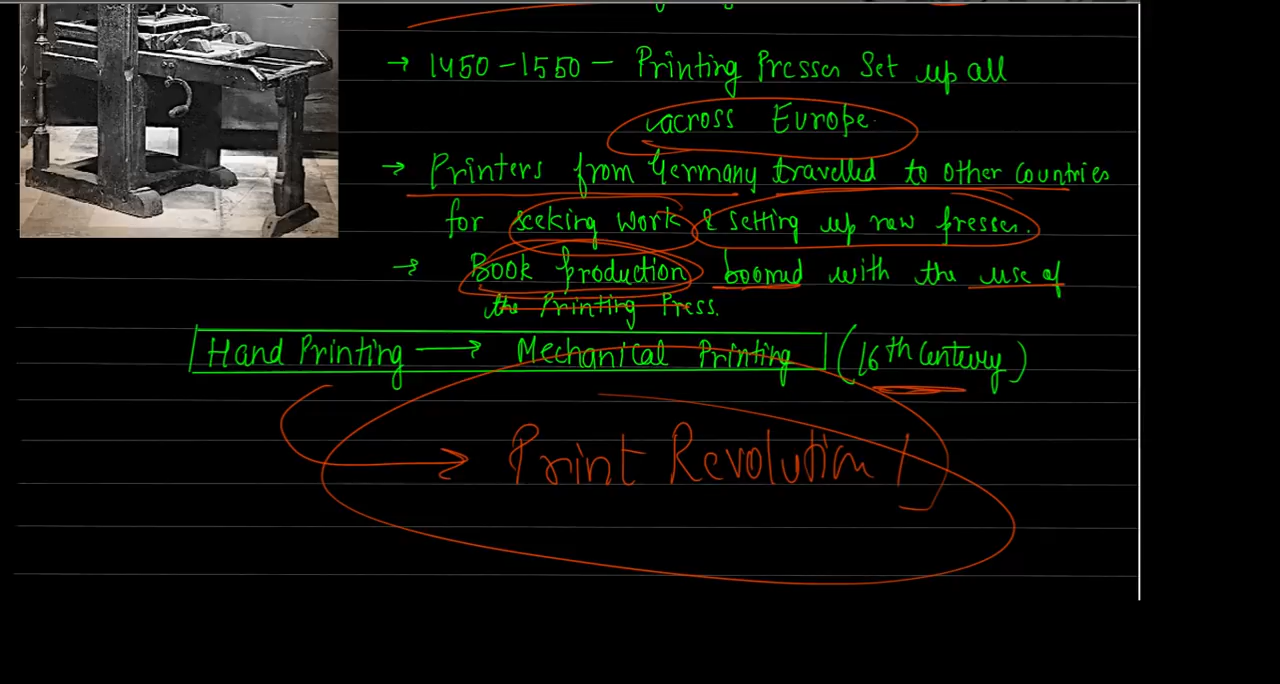 → 1450-1550 - Printing Presses Set up all
across Europe.
→ Printers from Germany travelled to other countries
for seeking work & setting up new presses.
→ Book production boomed with the use of
the Printing Press.
Hand Printing → Mechanical Printing (16th Century)
→ Print Revolution